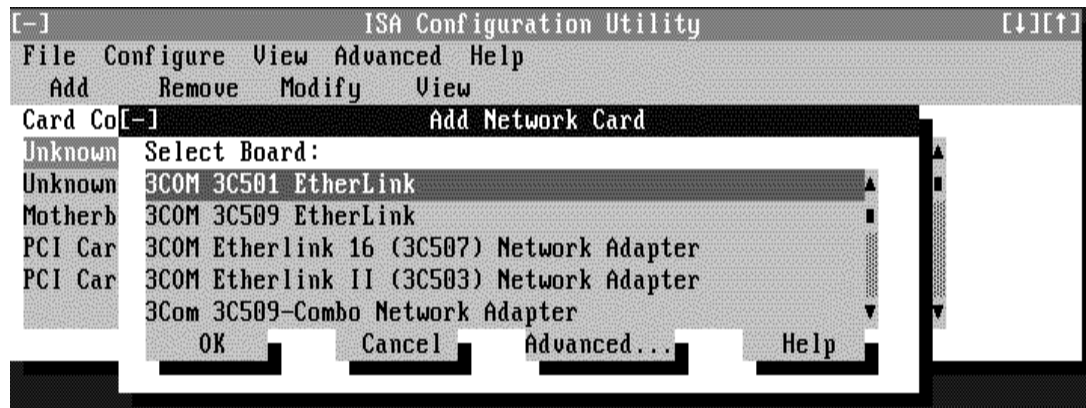 [-] ISA Configuration Utility [↓][↑]
File Configure View Advanced Help
Add Remove Modify View
Card Co
[-] Add Network Card
Unknown
Select Board:
Unknown
3COM 3C501 EtherLink
Motherb
3COM 3C509 EtherLink
PCI Car
3COM Etherlink 16 (3C507) Network Adapter
PCI Car
3COM Etherlink II (3C503) Network Adapter
3Com 3C509-Combo Network Adapter
OK Cancel Advanced... Help